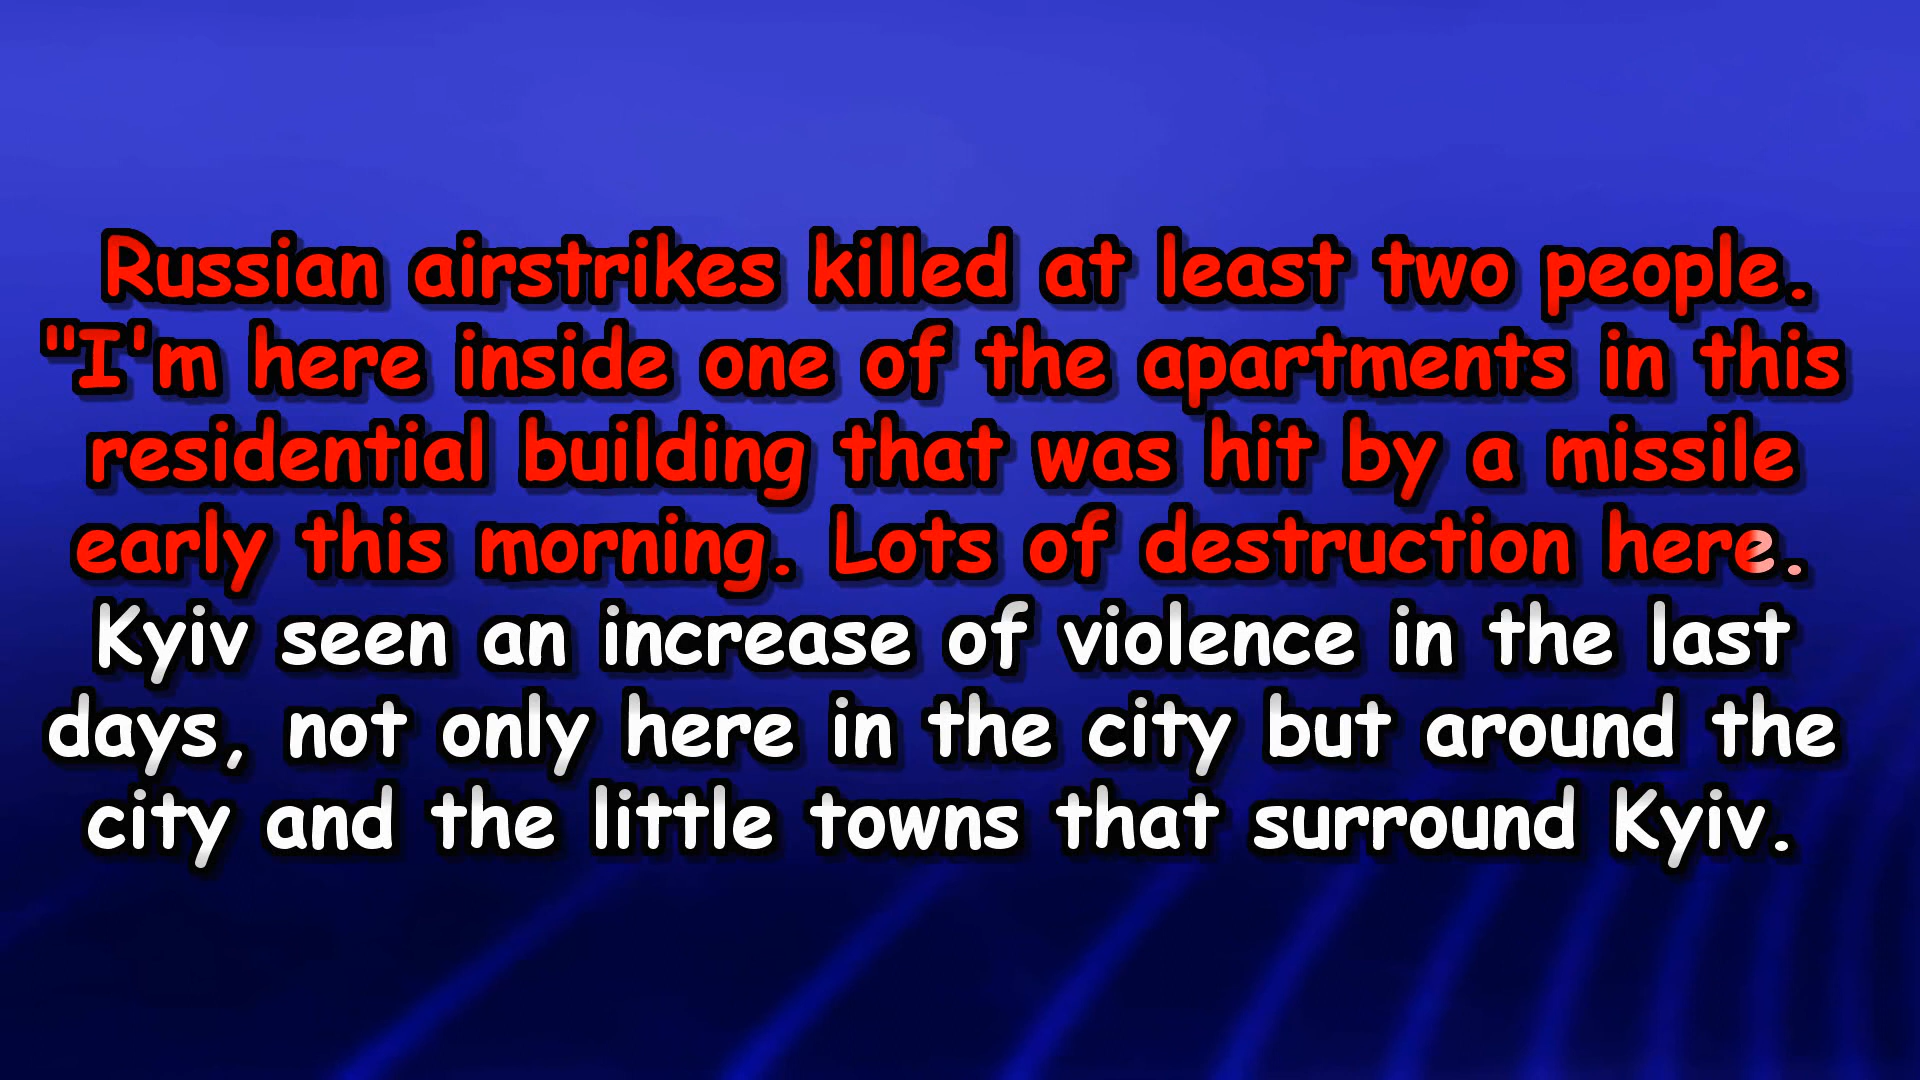 Russian airstrikes killed at least two people.
"I'm here inside one of the apartments in this
residential building that was hit by a missile
early this morning. Lots of destruction here.
Kyiv seen an increase of violence in the last
days, not only here in the city but around the
city and the little towns that surround Kyiv.